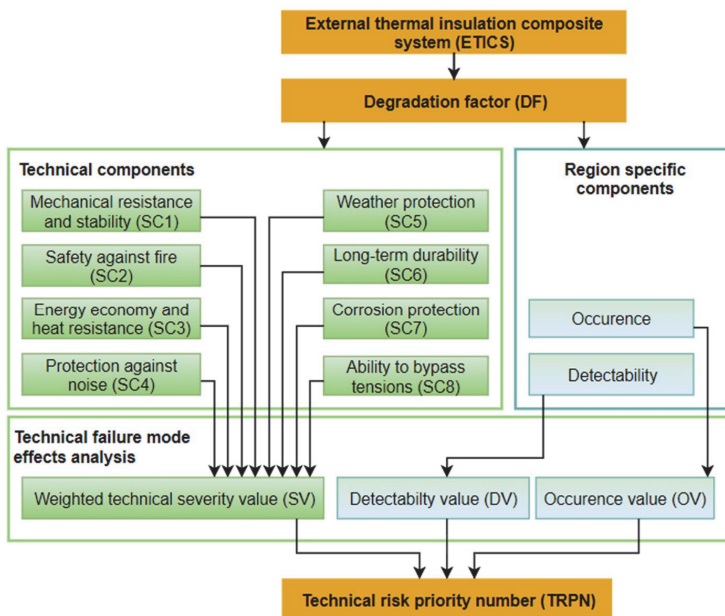 External thermal insulation composite
system (ETICS)
Degradation factor (DF)
Technical components
Mechanical resistance
and stability (SC1)
Safety against fire
(SC2)
Energy economy and
heat resistance (SC3)
Protection against
noise (SC4)
Weather protection
(SC5)
Long-term durability
(SC6)
Corrosion protection
(SC7)
Ability to bypass
tensions (SC8)
Region specific
components
Occurence
Detectability
Technical failure mode
effects analysis
Weighted technical severity value (SV)
Detectabilty value (DV)
Occurence value (OV)
Technical risk priority number (TRPN)